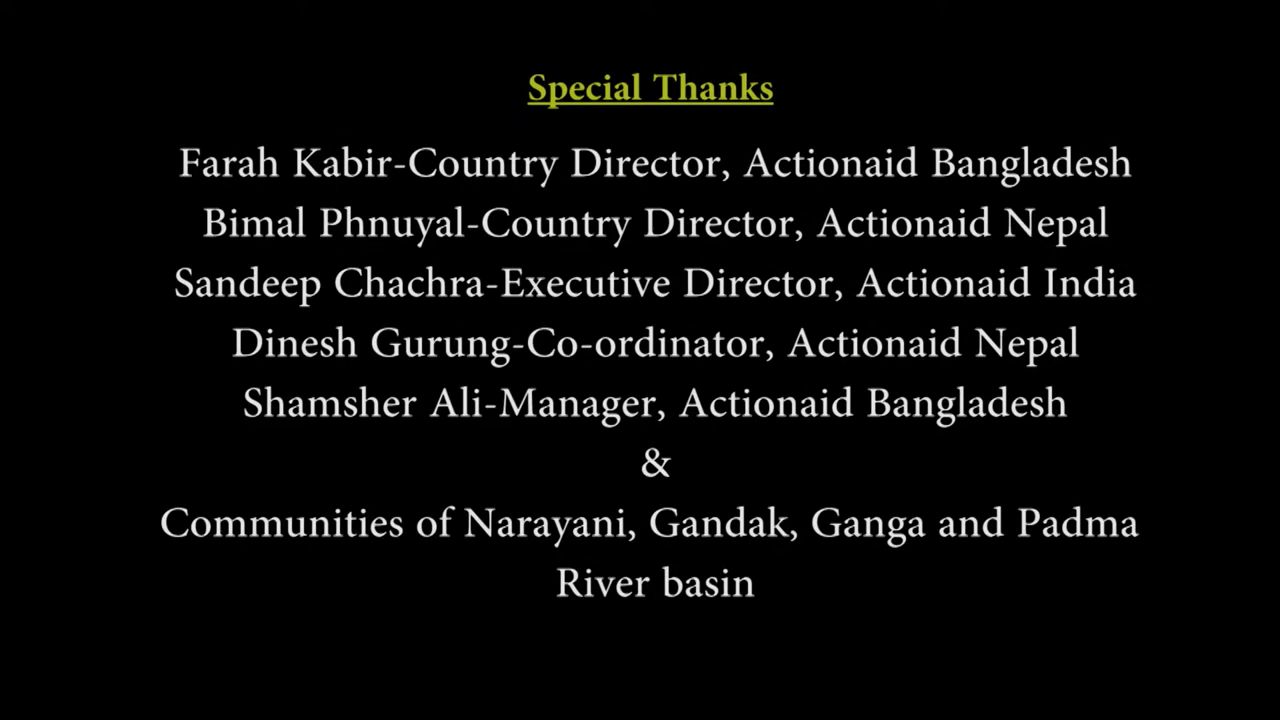 Special Thanks
Farah Kabir-Country Director, Actionaid Bangladesh
Bimal Phnuyal-Country Director, Actionaid Nepal
Sandeep Chachra-Executive Director, Actionaid India
Dinesh Gurung-Co-ordinator, Actionaid Nepal
Shamsher Ali-Manager, Actionaid Bangladesh
&
Communities of Narayani, Gandak, Ganga and Padma
River basin